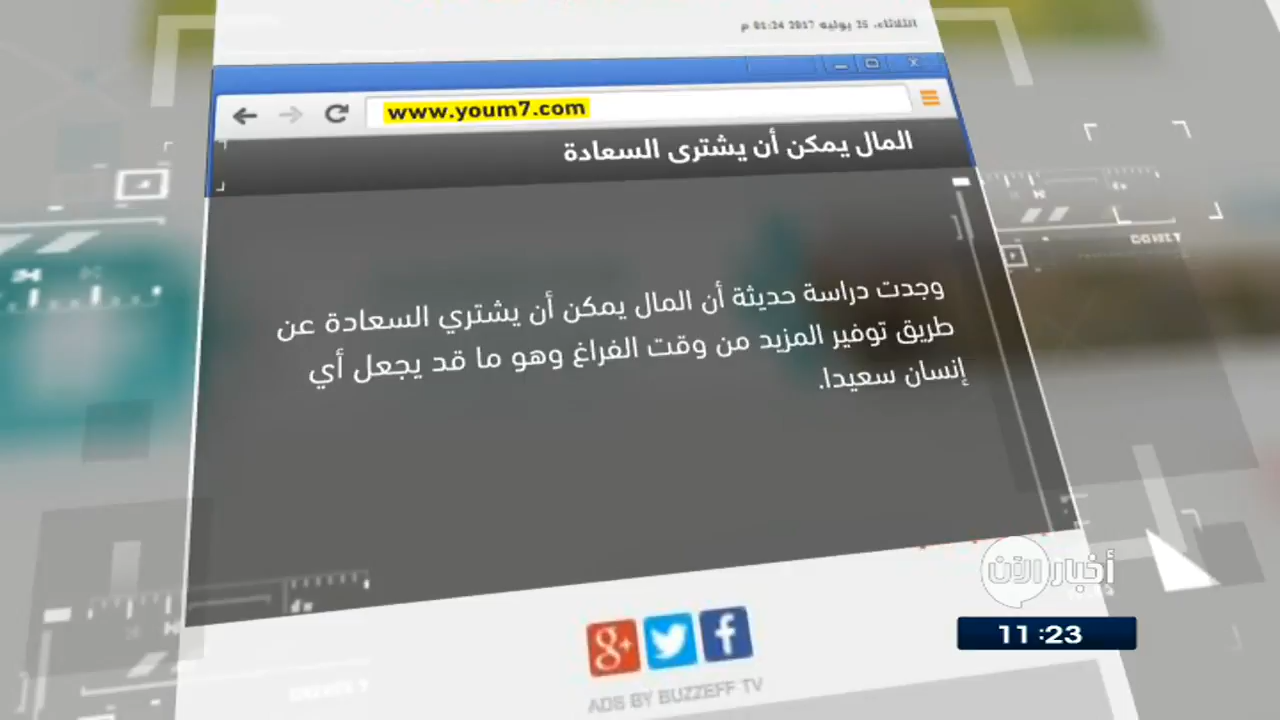 الثلاثاء، 25 يوليه 2017 01:24 م
www.youm7.com
المال يمكن أن يشترى السعادة
وجدت دراسة حديثة أن المال يمكن أن يشتري السعادة عن
طريق توفير المزيد من وقت الفراغ وهو ما قد يجعل أي
إنسان سعيدا.
أخبار الآن
11:23
ADS BY BUZZEFF TV